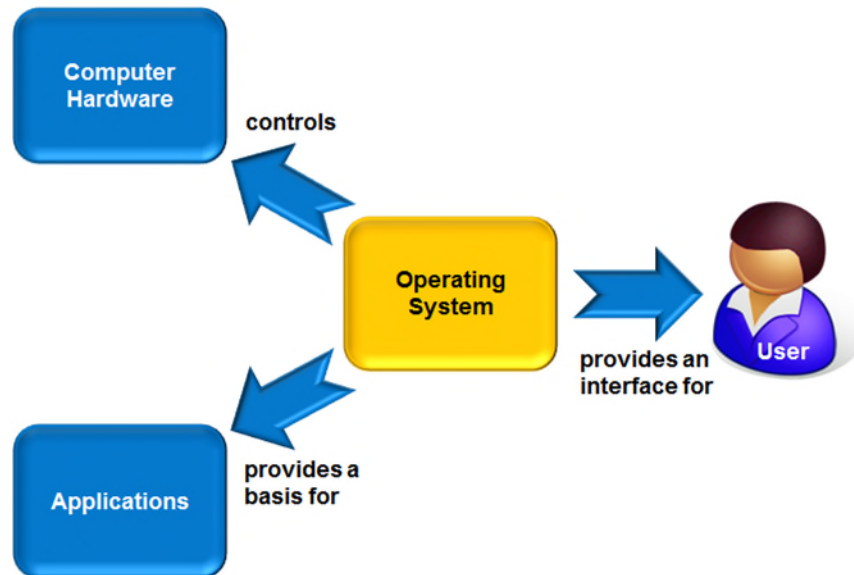 Computer
Hardware
controls
Operating
System
User
provides an
interface for
provides a
basis for
Applications